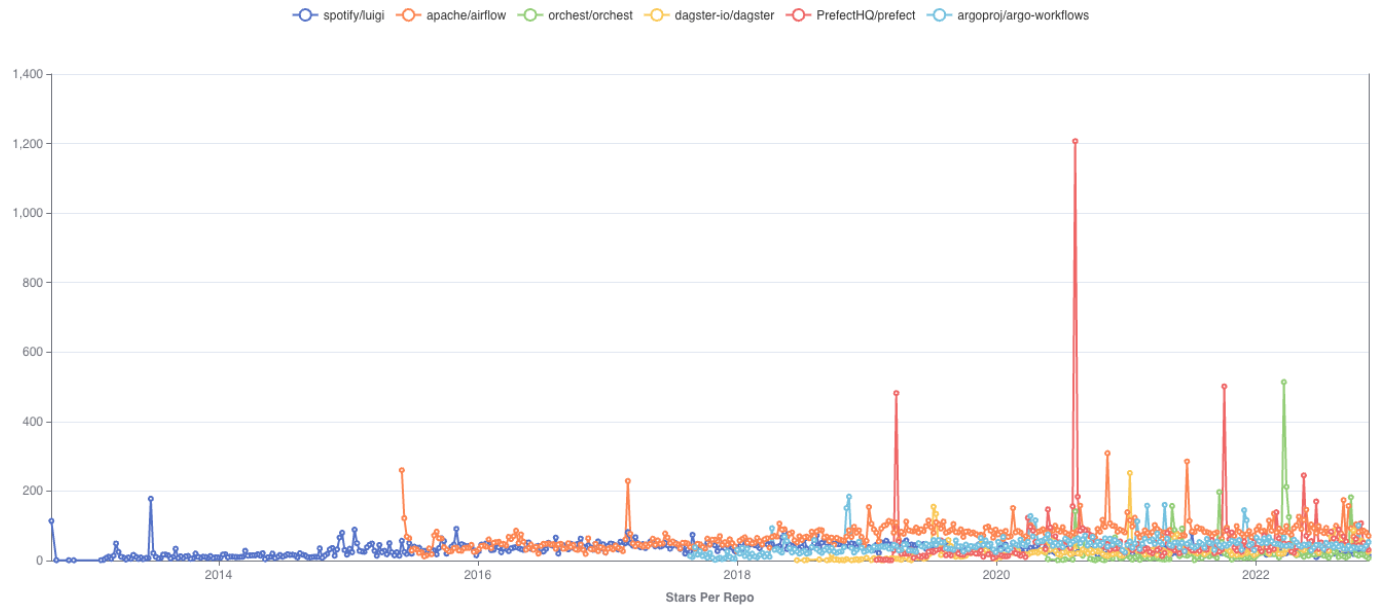 spotify/luigi apache/airflow orchest/orchest dagster-io/dagster PrefectHQ/prefect argoproj/argo-workflows
1,400
1,200
1,000
800
600
400
200
0
2014 2016 2018 2020 2022
Stars Per Repo